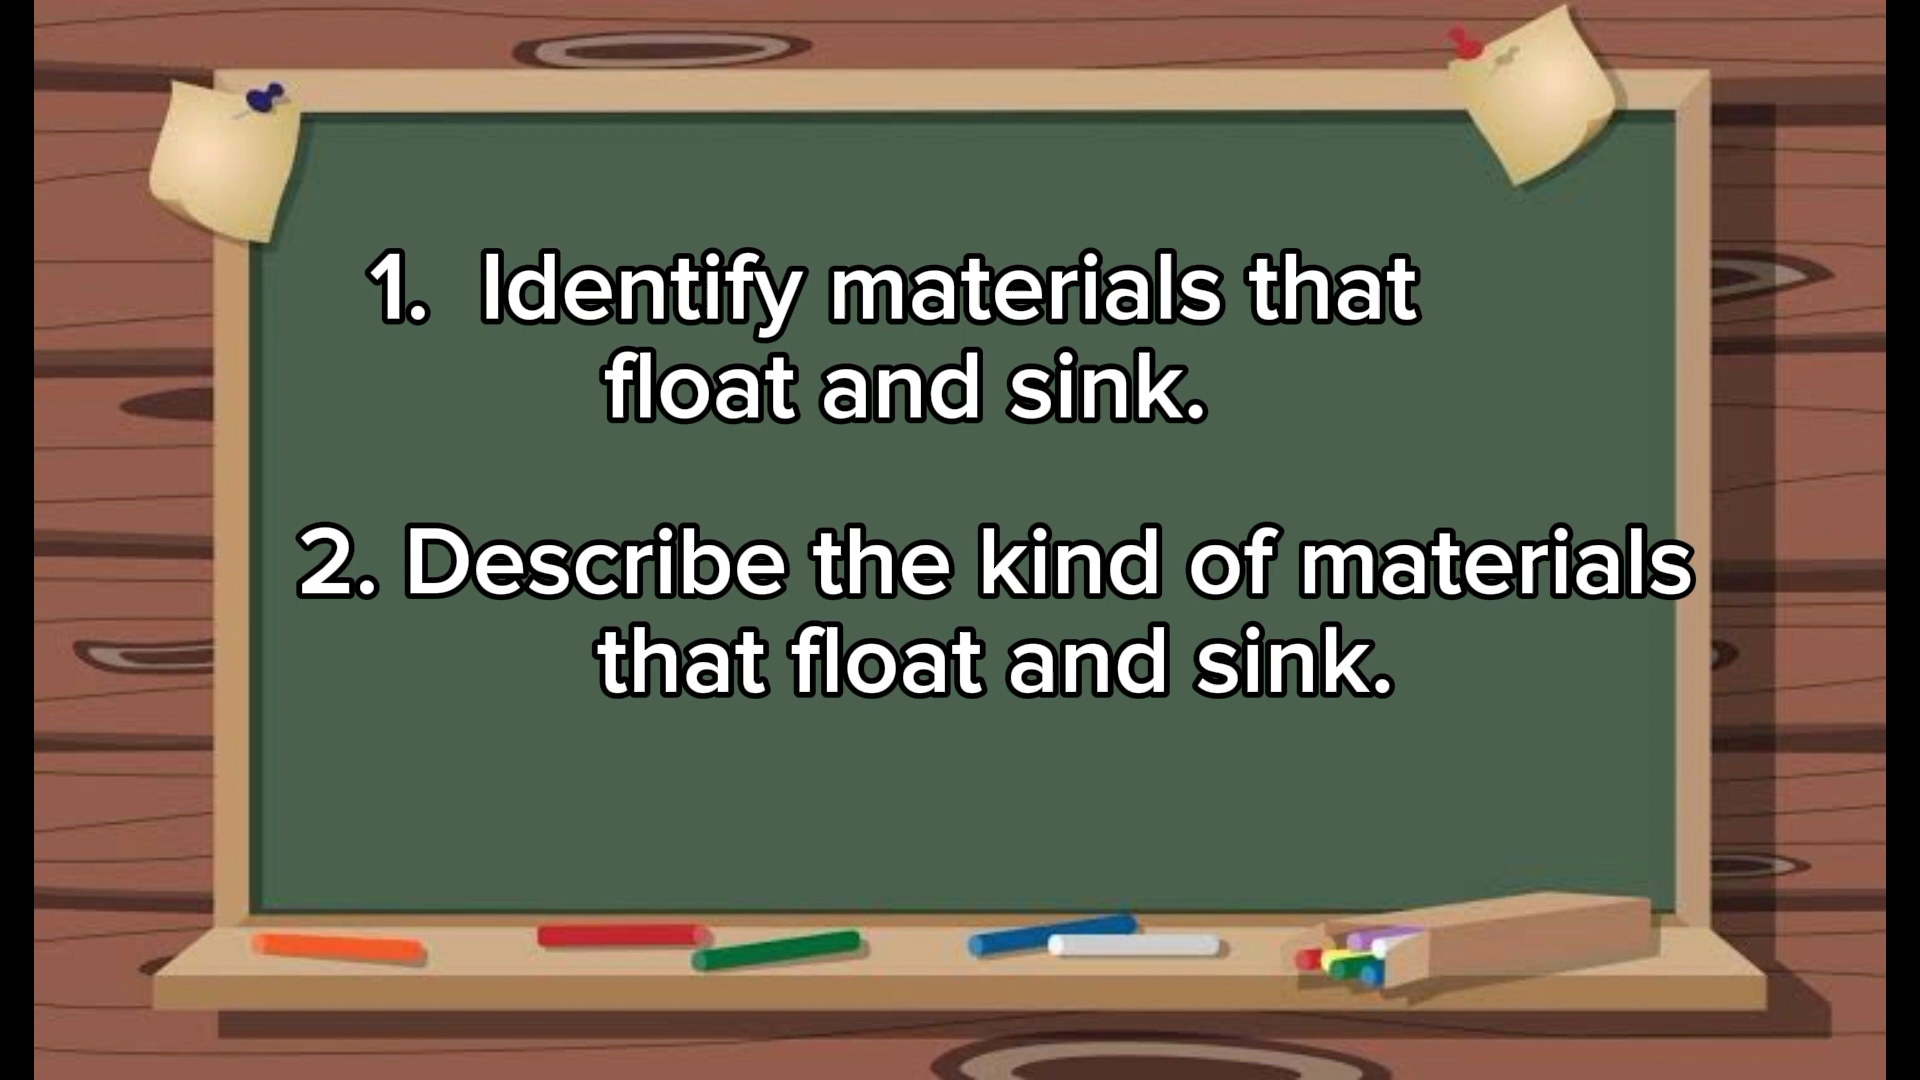 1. Identify materials that
float and sink.
2. Describe the kind of materials
that float and sink.